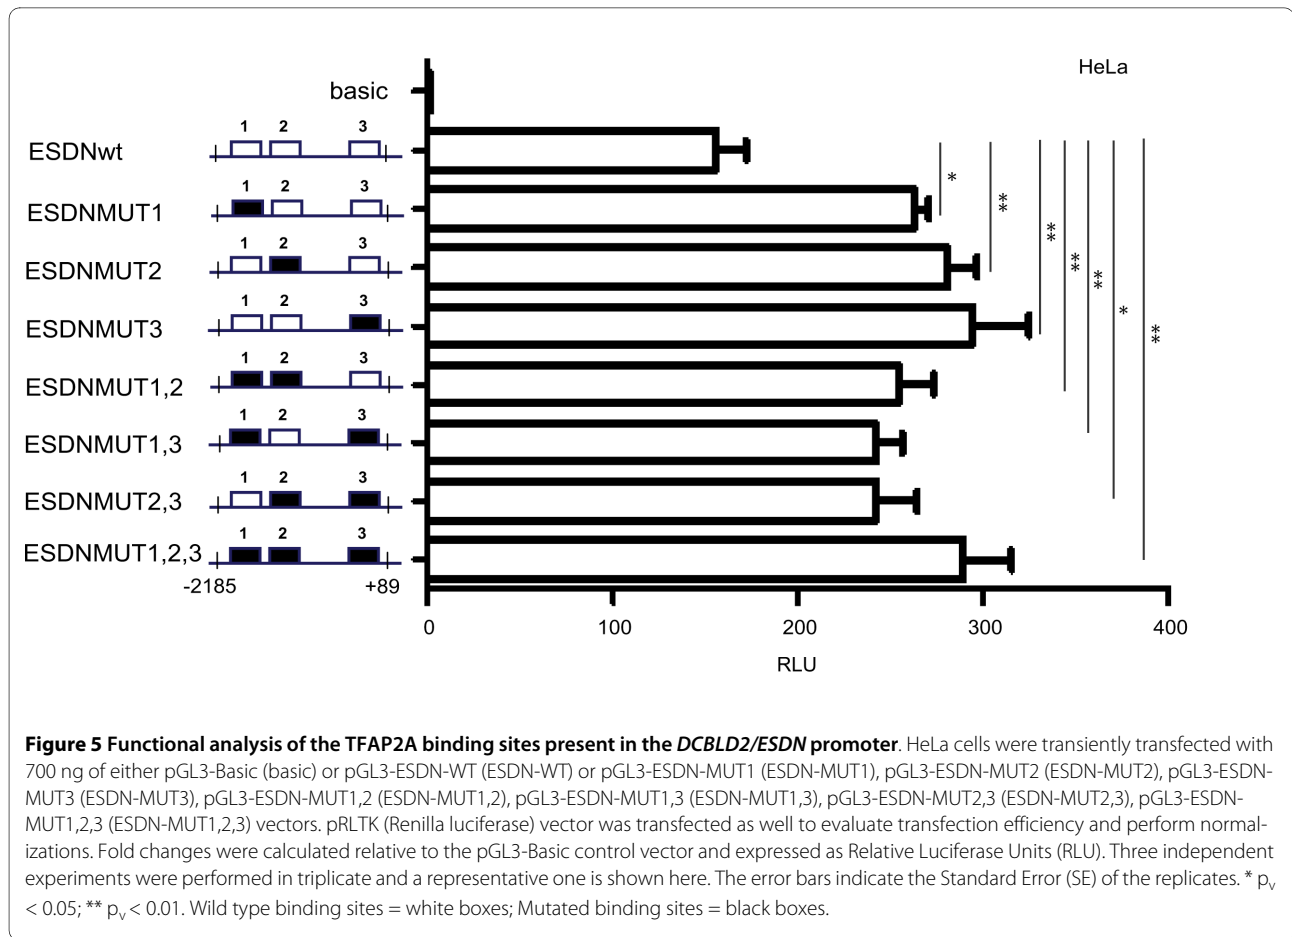 HeLa
basic
1 2 3
ESDNwt
1 2 3
*
ESDNMUT1
1 2 3
**
ESDNMUT2
1 2 3
**
ESDNMUT3
1 2 3
**
ESDNMUT1,2
1 2 3
**
ESDNMUT1,3
1 2 3
*
ESDNMUT2,3
1 2 3
**
ESDNMUT1,2,3
-2185 +89
0 100 200 300 400
RLU
Figure 5 Functional analysis of the TFAP2A binding sites present in the DCBLD2/ESDN promoter. HeLa cells were transiently transfected with
700 ng of either pGL3-Basic (basic) or pGL3-ESDN-WT (ESDN-WT) or pGL3-ESDN-MUT1 (ESDN-MUT1), pGL3-ESDN-MUT2 (ESDN-MUT2), pGL3-ESDN-
MUT3 (ESDN-MUT3), pGL3-ESDN-MUT1,2 (ESDN-MUT1,2), pGL3-ESDN-MUT1,3 (ESDN-MUT1,3), pGL3-ESDN-MUT2,3 (ESDN-MUT2,3), pGL3-ESDN-
MUT1,2,3 (ESDN-MUT1,2,3) vectors. pRLTK (Renilla luciferase) vector was transfected as well to evaluate transfection efficiency and perform normal-
izations. Fold changes were calculated relative to the pGL3-Basic control vector and expressed as Relative Luciferase Units (RLU). Three independent
experiments were performed in triplicate and a representative one is shown here. The error bars indicate the Standard Error (SE) of the replicates. * pv
< 0.05; ** pv < 0.01. Wild type binding sites = white boxes; Mutated binding sites = black boxes.